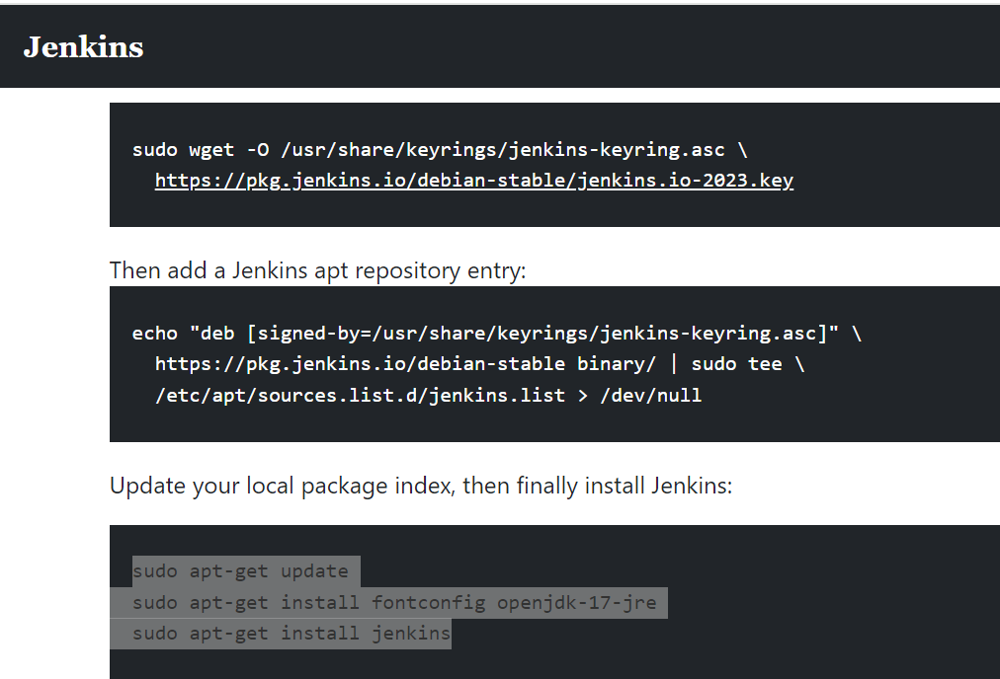 Jenkins
sudo wget -O /usr/share/keyrings/jenkins-keyring.asc \
https://pkg.jenkins.io/debian-stable/jenkins.io-2023.key
Then add a Jenkins apt repository entry:
echo "deb [signed-by=/usr/share/keyrings/jenkins-keyring.asc]" \
https://pkg.jenkins.io/debian-stable binary/ | sudo tee \
/etc/apt/sources.list.d/jenkins.list > /dev/null
Update your local package index, then finally install Jenkins:
sudo apt-get update
sudo apt-get install fontconfig openjdk-17-jre
sudo apt-get install jenkins